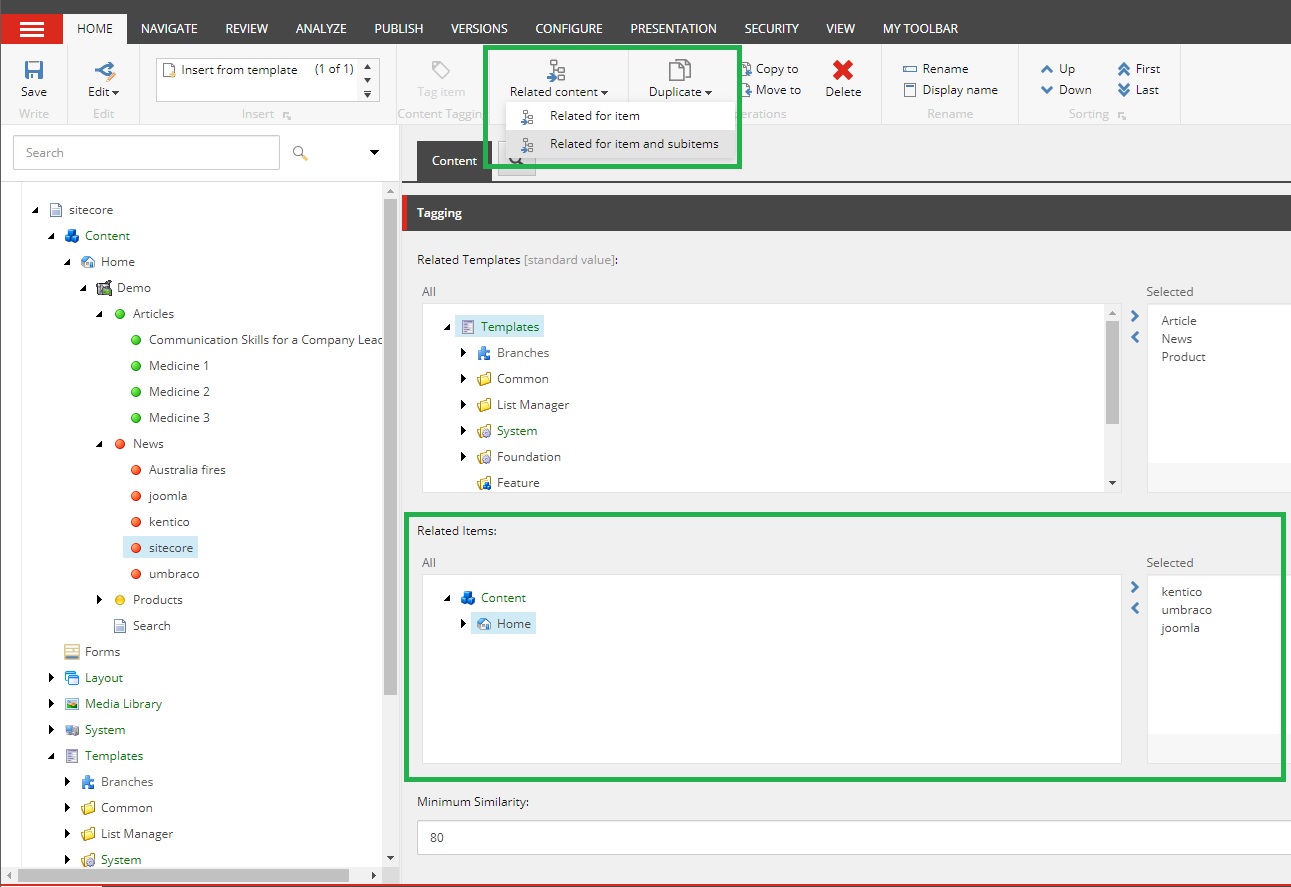 HOME NAVIGATE REVIEW ANALYZE PUBLISH VERSIONS CONFIGURE PRESENTATION SECURITY VIEW MY TOOLBAR
Save
Write
Edit
Edit
Insert from template (1 of 1)
Insert
Tag item
Content Tagging
Related content
Duplicate
Related for item
Related for item and subitems
Copy to
Move to
Delete
Rename
Display name
Rename
Up First
Down Last
Sorting
Search
sitecore
Content
Home
Demo
Articles
Communication Skills for a Company Lead
Medicine 1
Medicine 2
Medicine 3
News
Australia fires
joomla
kentico
sitecore
umbraco
Products
Search
Forms
Layout
Media Library
System
Templates
Branches
Common
List Manager
System
Content
Tagging
Related Templates [standard value]:
All
Templates
Branches
Common
List Manager
System
Foundation
Feature
Selected
Article
News
Product
Related Items:
All
Content
Home
Selected
kentico
umbraco
joomla
Minimum Similarity:
80